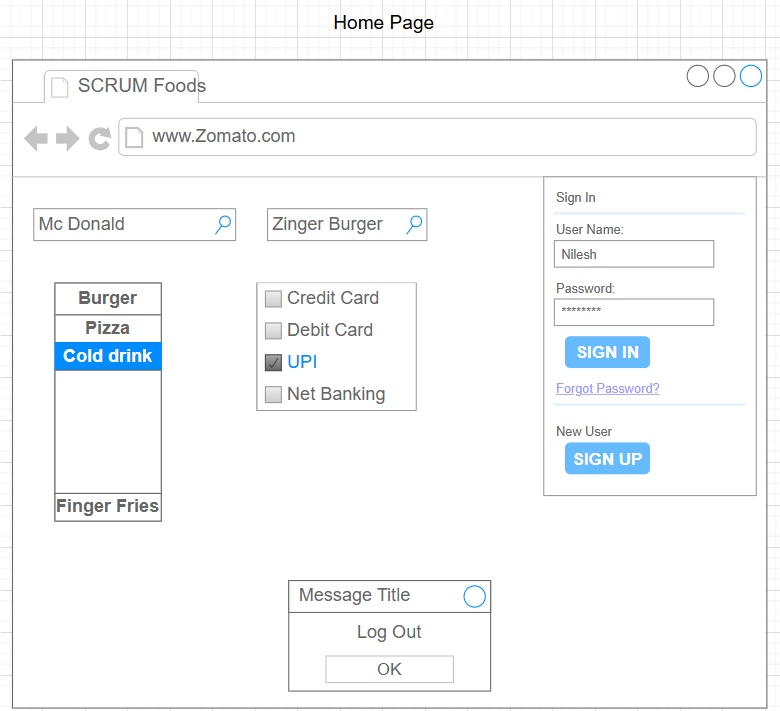 Home Page
SCRUM Foods
www.Zomato.com
Mc Donald
Zinger Burger
Burger
Pizza
Cold drink
Finger Fries
Credit Card
Debit Card
UPI
Net Banking
Sign In
User Name:
Nilesh
Password:
********
SIGN IN
Forgot Password?
New User
SIGN UP
Message Title
Log Out
OK